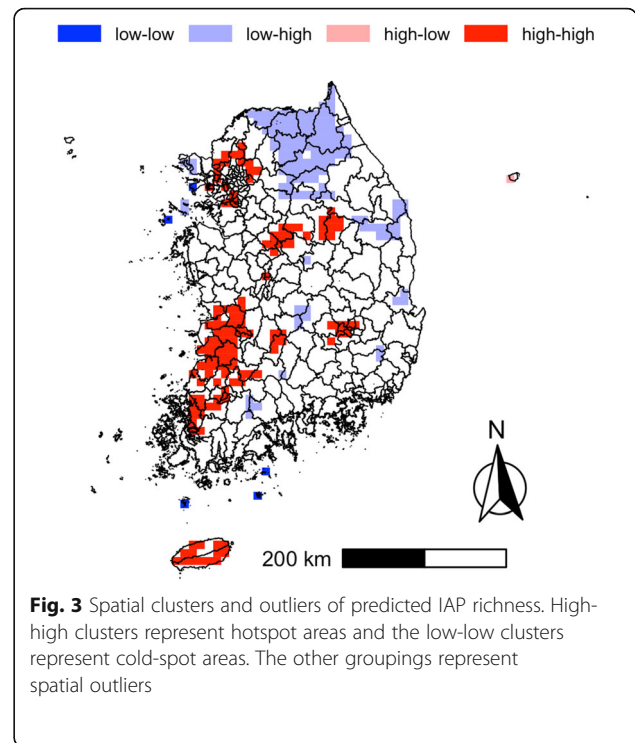 low-low low-high high-low high-high
N
200 km
Fig. 3 Spatial clusters and outliers of predicted IAP richness. High-
high clusters represent hotspot areas and the low-low clusters
represent cold-spot areas. The other groupings represent
spatial outliers